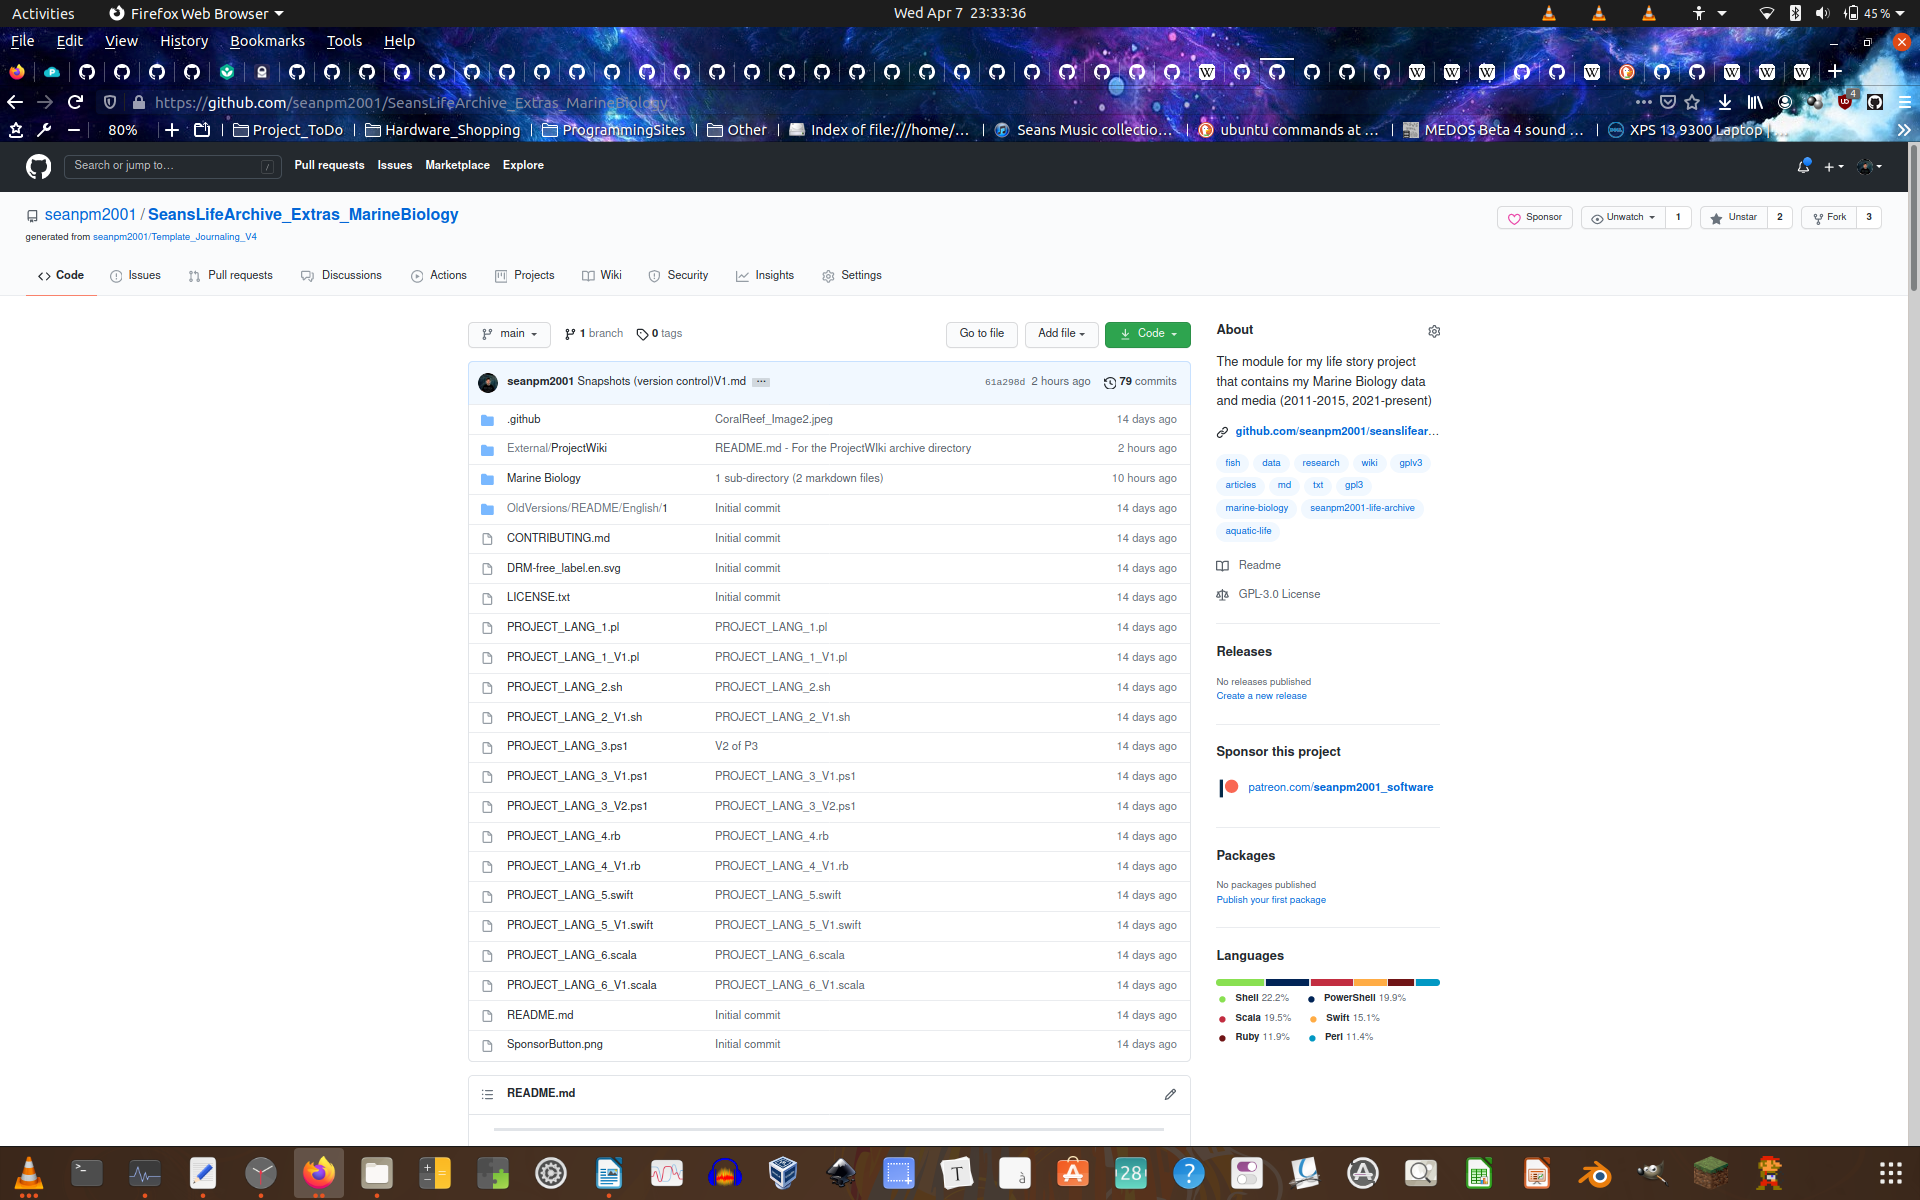 Activities Firefox Web Browser Wed Apr 7 23:33:36 45 %
File Edit View History Bookmarks Tools Help
https://github.com/seanpm2001/SeansLifeArchive_Extras_MarineBiology 4
80% Project_ToDo Hardware_Shopping ProgrammingSites Other Index of file:///home/... Seans Music collectio... ubuntu commands at ... MEDOS Beta 4 sound ... XPS 13 9300 Laptop | ...
Search or jump to... / Pull requests Issues Marketplace Explore
seanpm2001 / SeansLifeArchive_Extras_MarineBiology Sponsor Unwatch 1 Unstar 2 Fork 3
generated from seanpm2001/Template_Journaling_V4
Code Issues Pull requests Discussions Actions Projects Wiki Security Insights Settings
main 1 branch 0 tags Go to file Add file Code
seanpm2001 Snapshots (version control)V1.md ... 61a298d 2 hours ago 79 commits
.github CoralReef_Image2.jpeg 14 days ago
External/ProjectWiki README.md - For the ProjectWIki archive directory 2 hours ago
Marine Biology 1 sub-directory (2 markdown files) 10 hours ago
OldVersions/README/English/1 Initial commit 14 days ago
CONTRIBUTING.md Initial commit 14 days ago
DRM-free_label.en.svg Initial commit 14 days ago
LICENSE.txt Initial commit 14 days ago
PROJECT_LANG_1.pl PROJECT_LANG_1.pl 14 days ago
PROJECT_LANG_1_V1.pl PROJECT_LANG_1_V1.pl 14 days ago
PROJECT_LANG_2.sh PROJECT_LANG_2.sh 14 days ago
PROJECT_LANG_2_V1.sh PROJECT_LANG_2_V1.sh 14 days ago
PROJECT_LANG_3.ps1 V2 of P3 14 days ago
PROJECT_LANG_3_V1.ps1 PROJECT_LANG_3_V1.ps1 14 days ago
PROJECT_LANG_3_V2.ps1 PROJECT_LANG_3_V2.ps1 14 days ago
PROJECT_LANG_4.rb PROJECT_LANG_4.rb 14 days ago
PROJECT_LANG_4_V1.rb PROJECT_LANG_4_V1.rb 14 days ago
PROJECT_LANG_5.swift PROJECT_LANG_5.swift 14 days ago
PROJECT_LANG_5_V1.swift PROJECT_LANG_5_V1.swift 14 days ago
PROJECT_LANG_6.scala PROJECT_LANG_6.scala 14 days ago
PROJECT_LANG_6_V1.scala PROJECT_LANG_6_V1.scala 14 days ago
README.md Initial commit 14 days ago
SponsorButton.png Initial commit 14 days ago
README.md
About
The module for my life story project
that contains my Marine Biology data
and media (2011-2015, 2021-present)
github.com/seanpm2001/seanslifear...
fish data research wiki gplv3
articles md txt gpl3
marine-biology seanpm2001-life-archive
aquatic-life
Readme
GPL-3.0 License
Releases
No releases published
Create a new release
Sponsor this project
patreon.com/seanpm2001_software
Packages
No packages published
Publish your first package
Languages
Shell 22.2% PowerShell 19.9%
Scala 19.5% Swift 15.1%
Ruby 11.9% Perl 11.4%